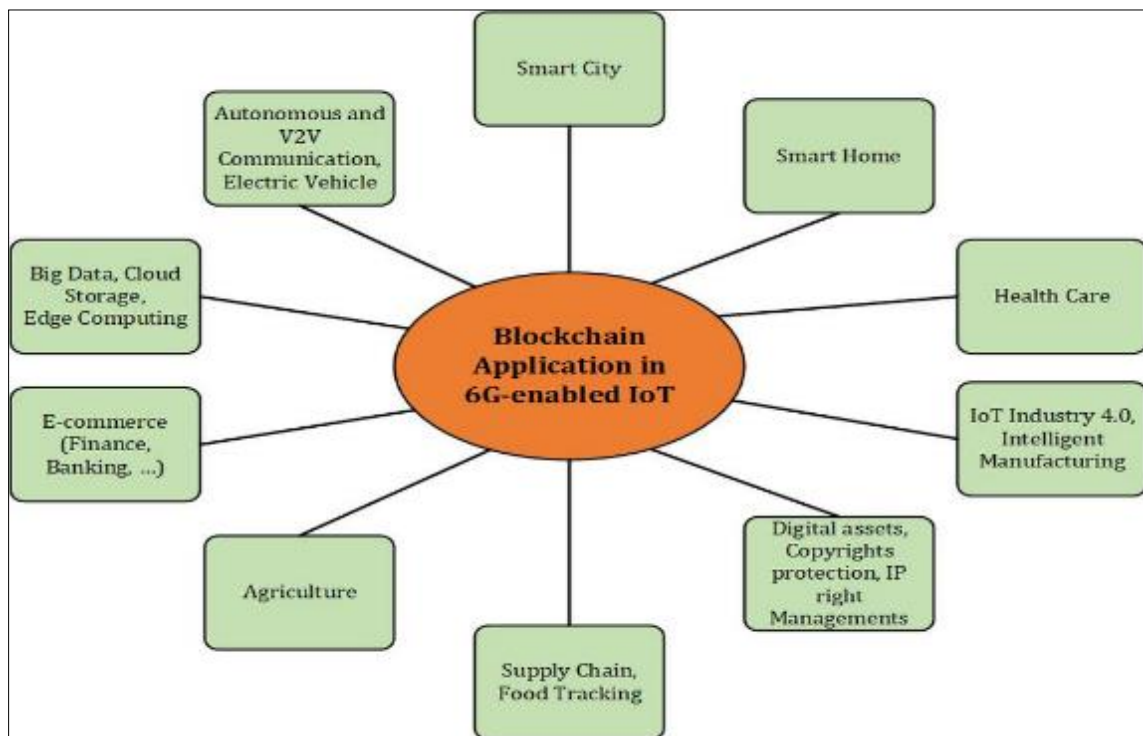 Smart City
Autonomous and
V2V
Communication,
Electric Vehicle
Smart Home
Big Data, Cloud
Storage,
Edge Computing
Health Care
Blockchain
Application in
6G-enabled IoT
E-commerce
(Finance,
Banking, ...)
IoT Industry 4.0,
Intelligent
Manufacturing
Agriculture
Digital assets,
Copyrights
protection, IP
right
Managements
Supply Chain,
Food Tracking